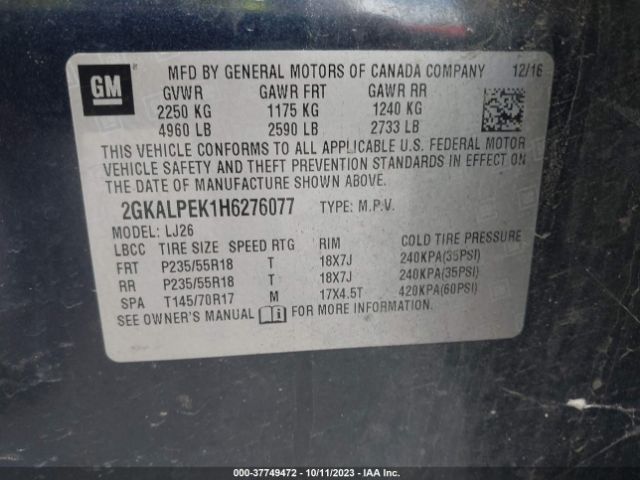 GM
MFD BY GENERAL MOTORS OF CANADA COMPANY 12/16
GVWR GAWR FRT GAWR RR
2250 KG 1175 KG 1240 KG
4960 LB 2590 LB 2733 LB
THIS VEHICLE CONFORMS TO ALL APPLICABLE U.S. FEDERAL MOTOR
VEHICLE SAFETY AND THEFT PREVENTION STANDARDS IN EFFECT ON
THE DATE OF MANUFACTURE SHOWN ABOVE.
2GKALPEK1H6276077 TYPE: M.P.V.
MODEL: LJ26
LBCC TIRE SIZE SPEED RTG RIM COLD TIRE PRESSURE
FRT P235/55R18 T 18X7J 240KPA(35PSI)
RR P235/55R18 T 18X7J 240KPA(35PSI)
SPA T145/70R17 M 17X4.5T 420KPA(60PSI)
SEE OWNER'S MANUAL FOR MORE INFORMATION.
000-37749472 - 10/11/2023 - IAA Inc.